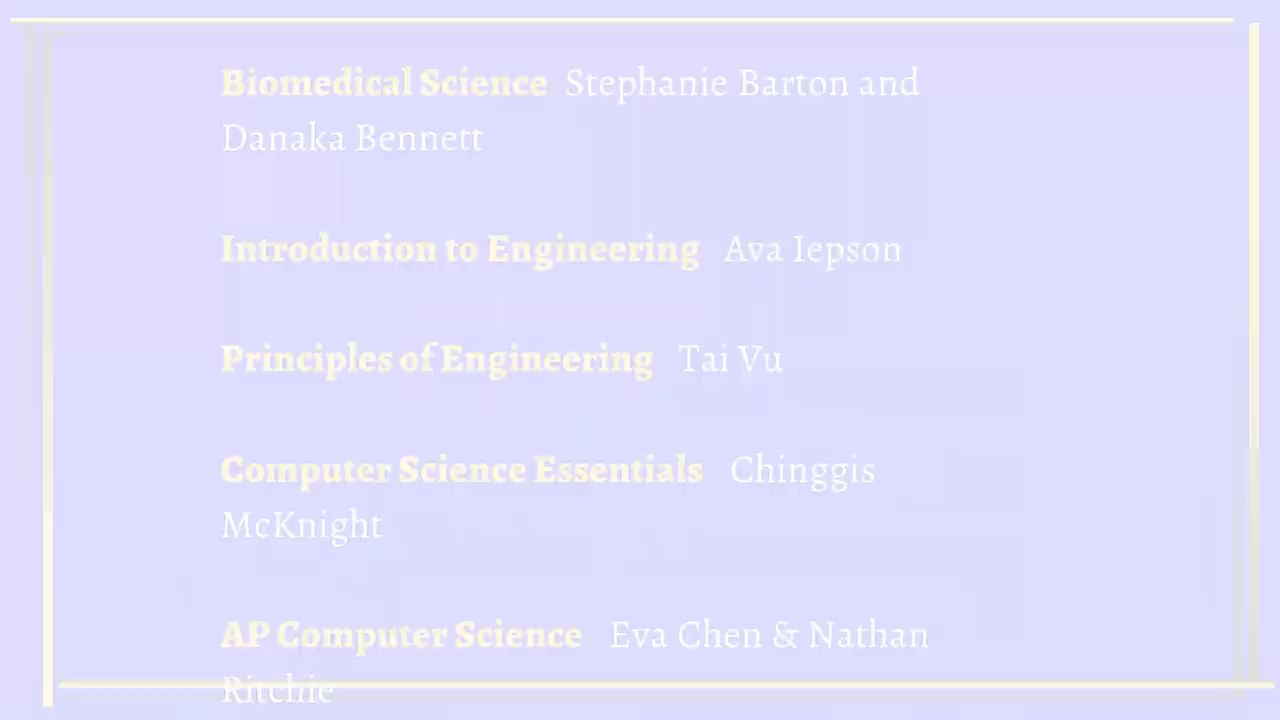 Biomedical Science Stephanie Barton and
Danaka Bennett
Introduction to Engineering Ava Iepson
Principles of Engineering Tai Vu
Computer Science Essentials Chinggis
McKnight
AP Computer Science Eva Chen & Nathan
Ritchie